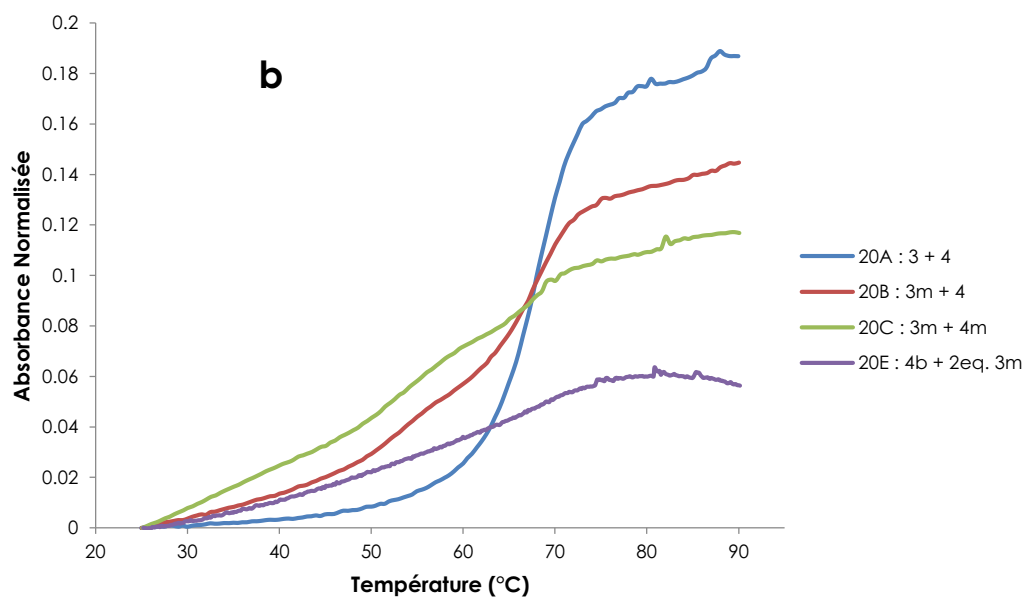 b
Absorbance Normalisée
0.2
0.18
0.16
0.14
0.12
0.1
0.08
0.06
0.04
0.02
0
20 30 40 50 60 70 80 90
Température (°C)
20A : 3 + 4
20B : 3m + 4
20C : 3m + 4m
20E : 4b + 2eq. 3m